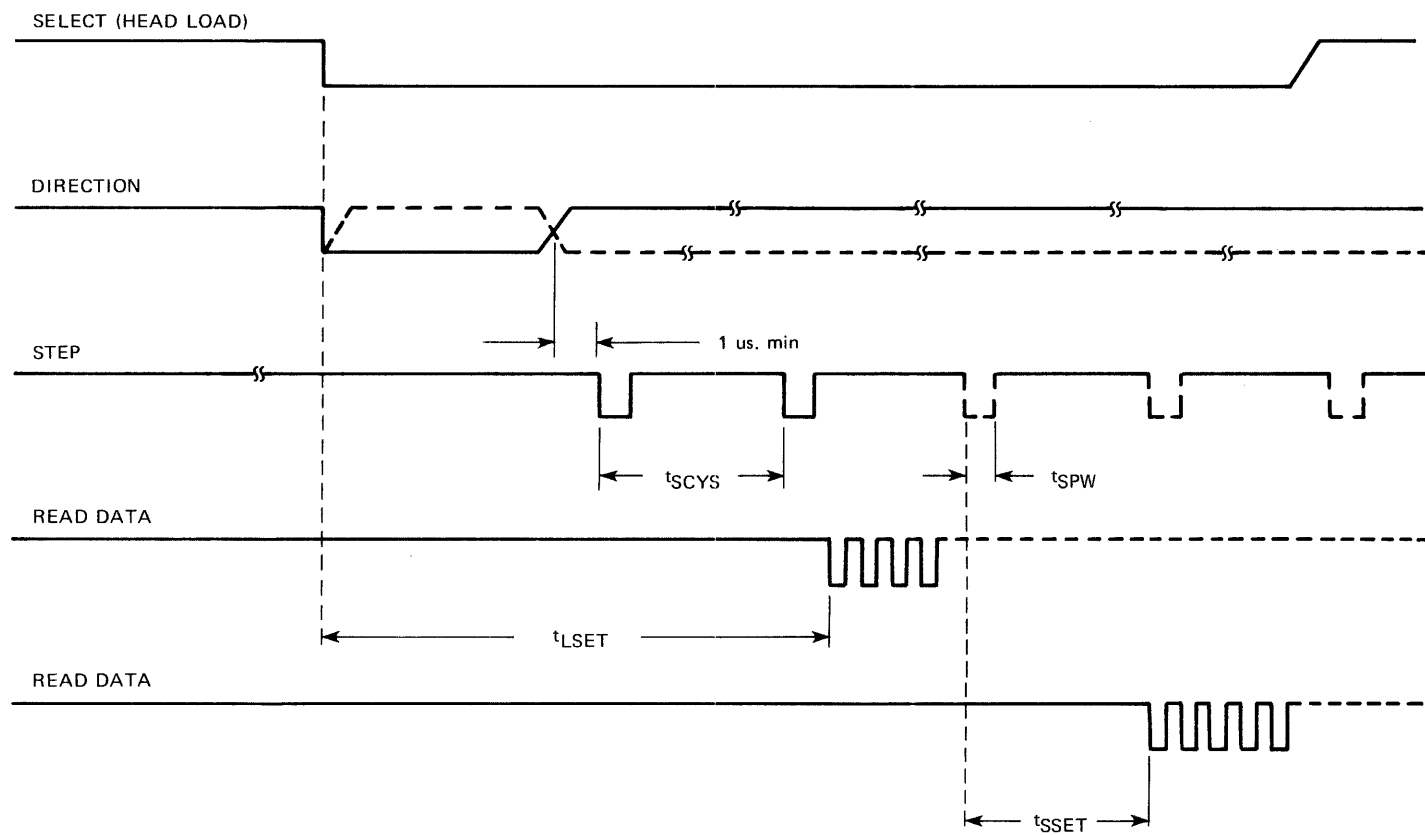 SELECT (HEAD LOAD)
DIRECTION
1 us. min
STEP
tSCYS
tSPW
READ DATA
tLSET
READ DATA
tSSET